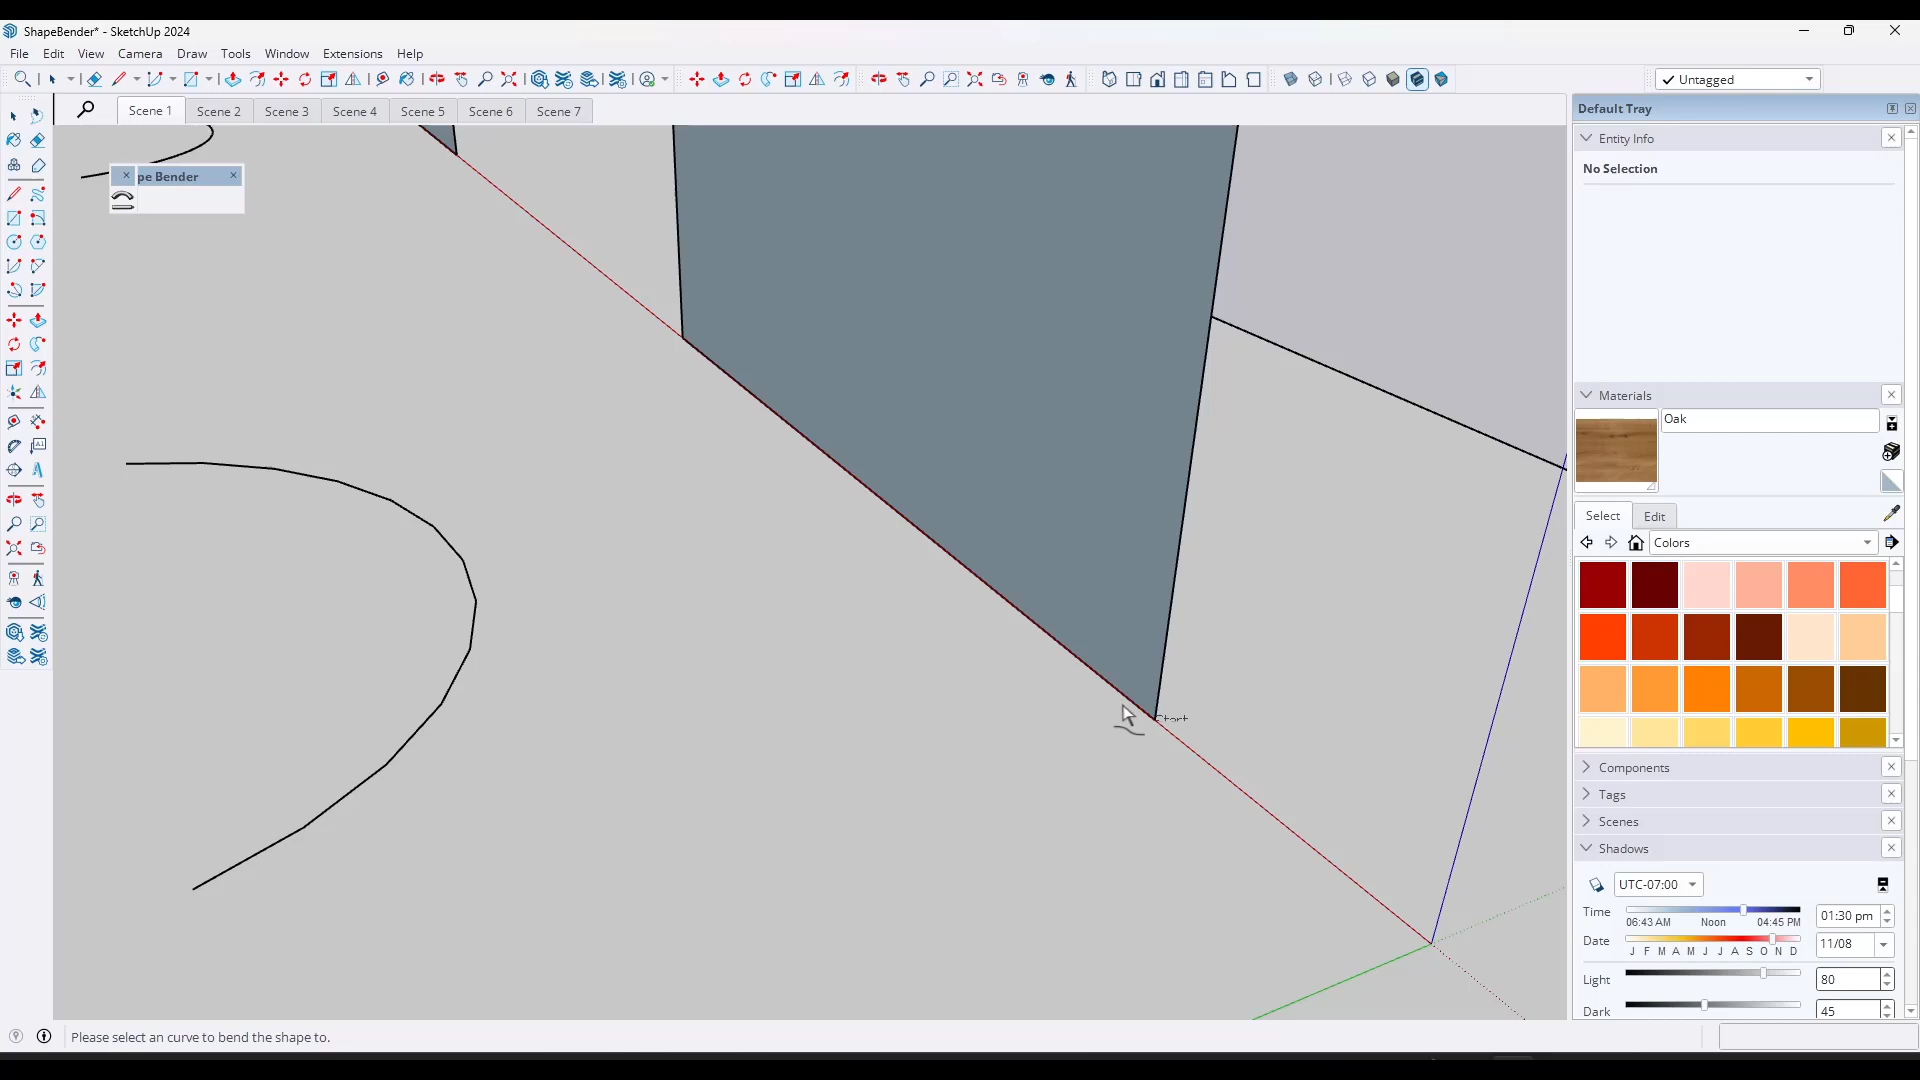 ShapeBender* - SketchUp 2024
File Edit View Camera Draw Tools Window Extensions Help
Untagged
Scene 1 Scene 2 Scene 3 Scene 4 Scene 5 Scene 6 Scene 7
Default Tray
Entity Info
No Selection
pe Bender
Materials
Oak
Select Edit
Colors
Start
Components
Tags
Scenes
Shadows
UTC-07:00
Time 06:43 AM Noon 04:45 PM 01:30 pm
Date J F M A M J J A S O N D 11/08
Light 80
Dark 45
Please select an curve to bend the shape to.